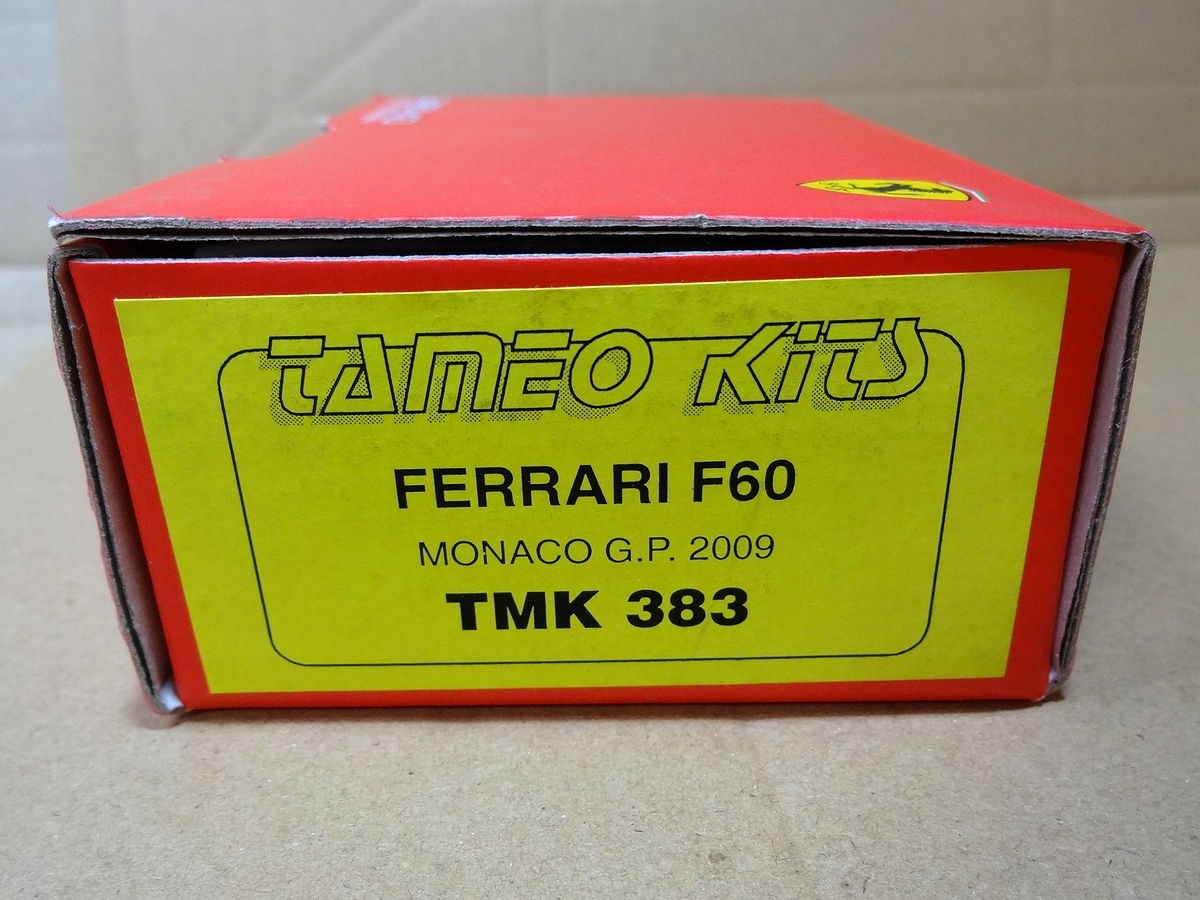 TAMEO KiTS
FERRARI F60
MONACO G.P. 2009
TMK 383